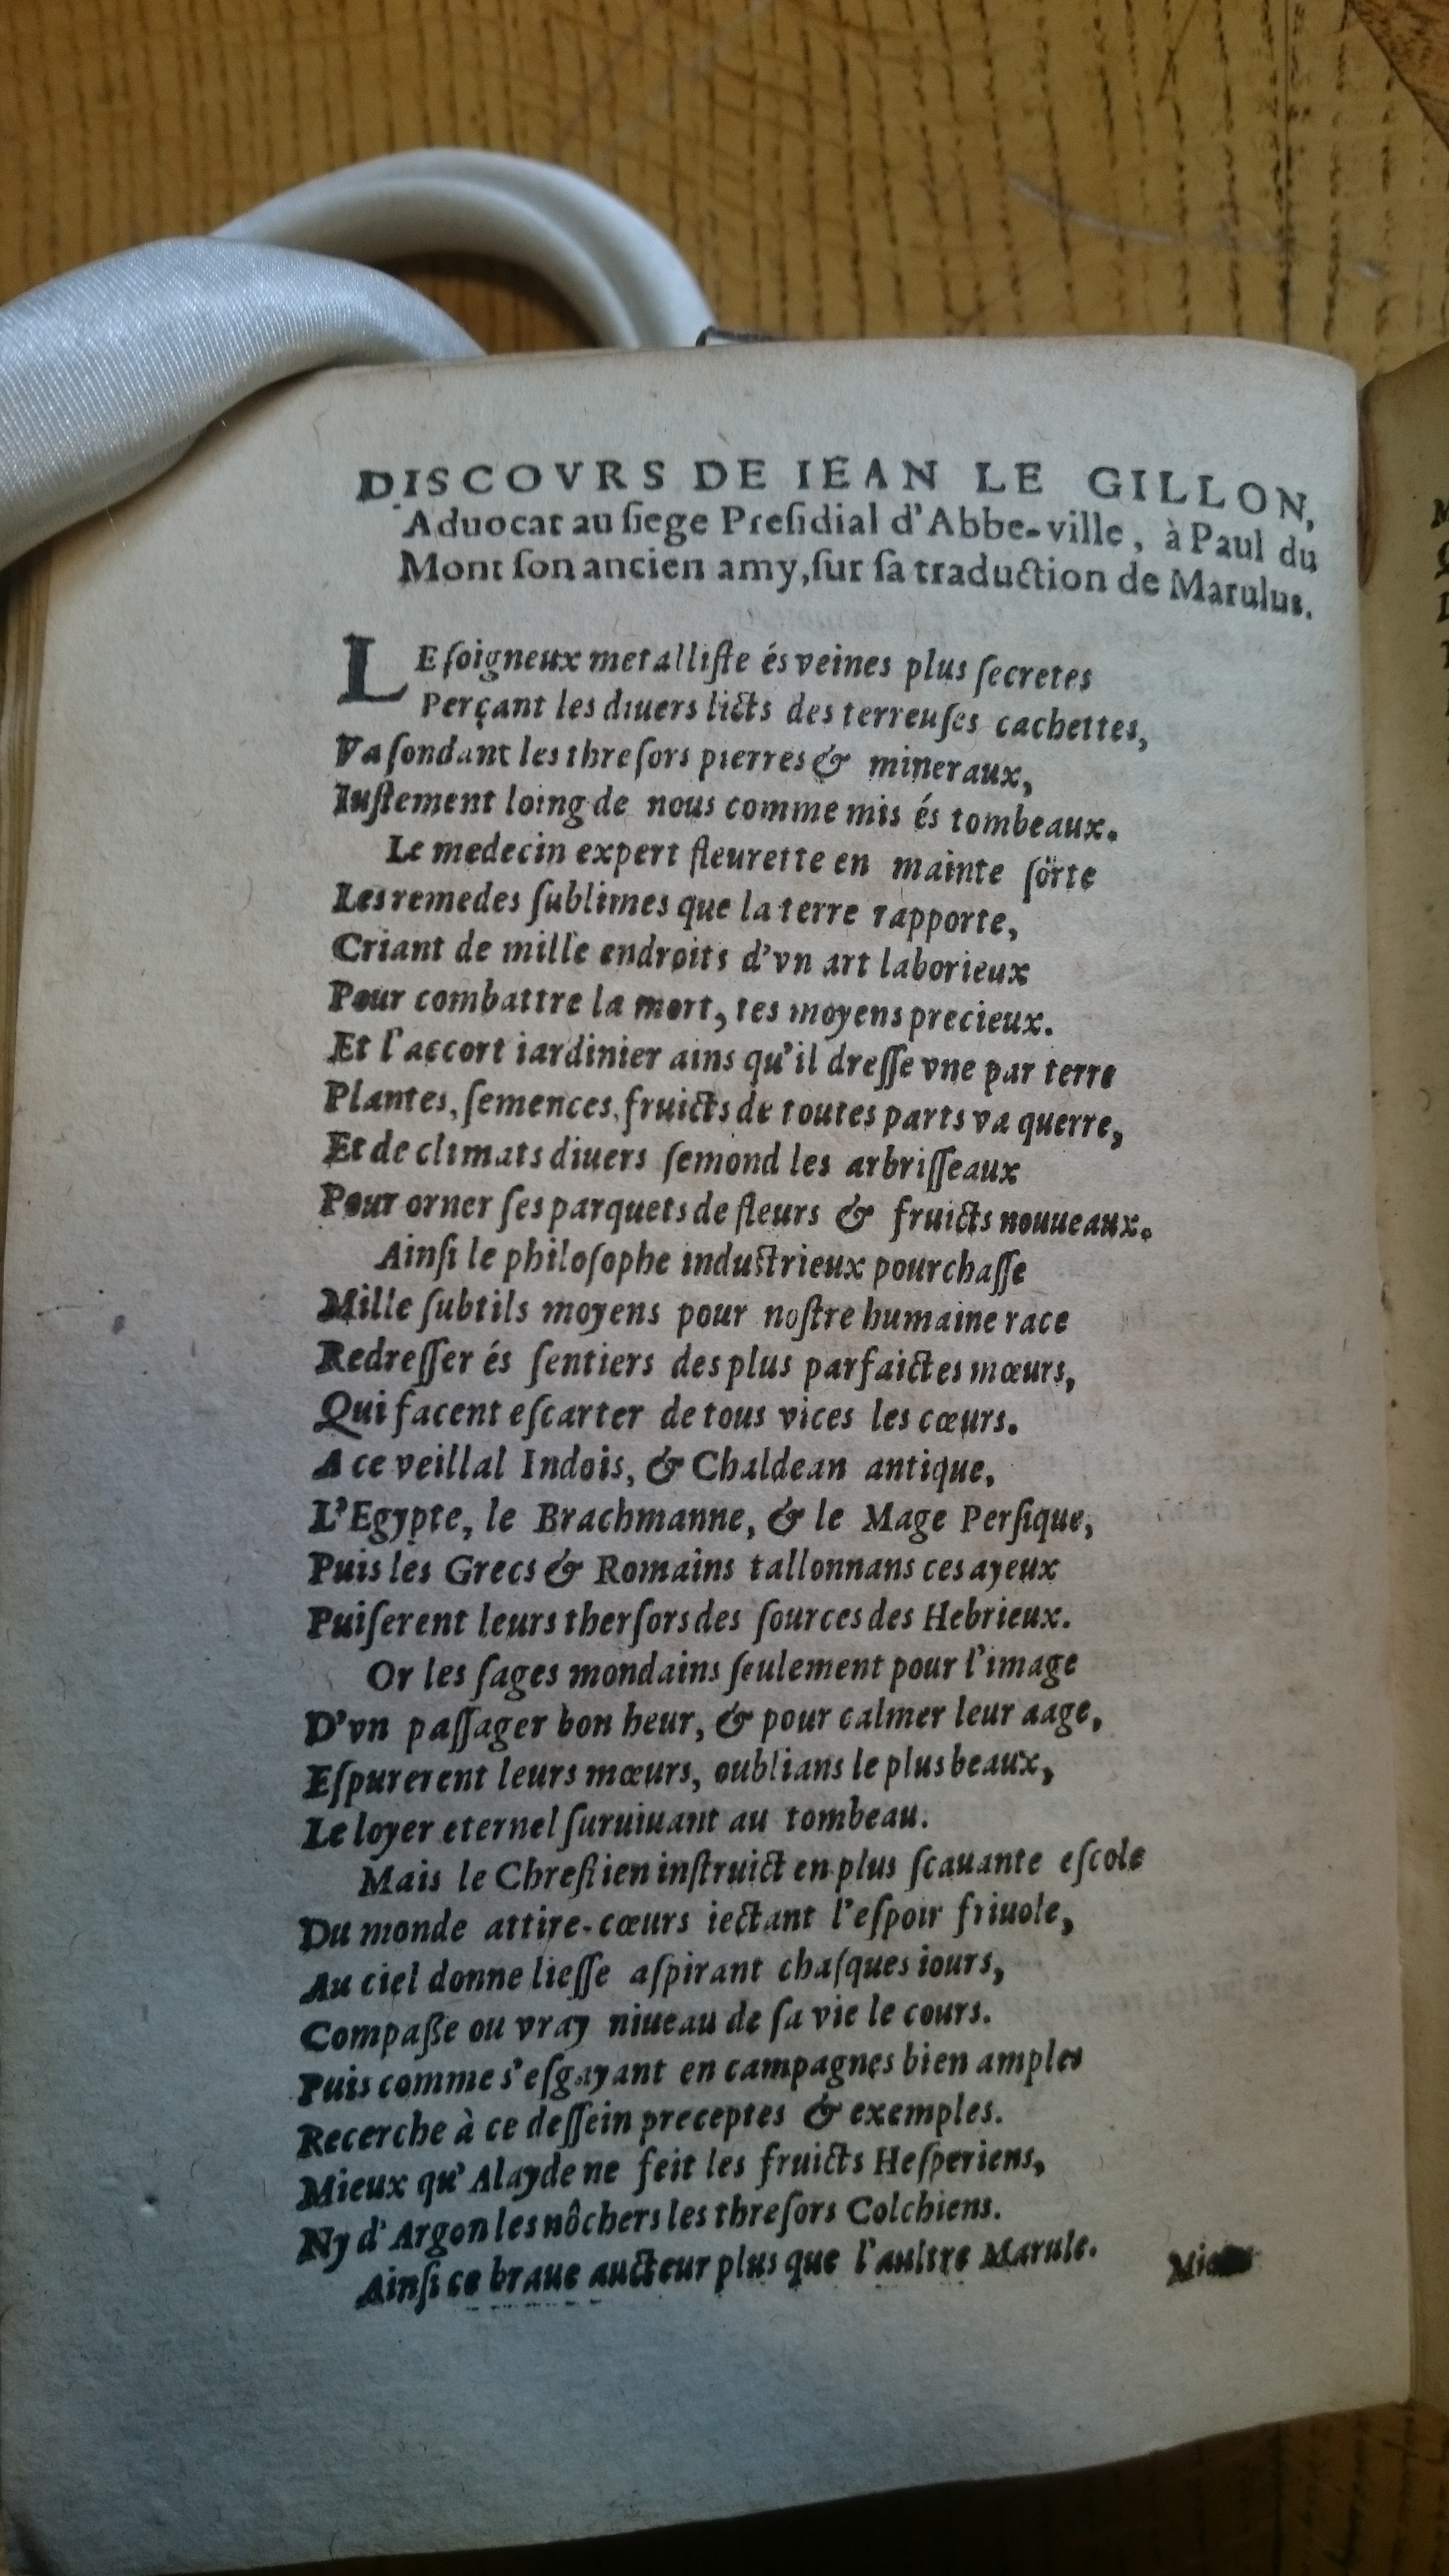 DISCOVRS DE IEAN LE GILLON,
Aduocat au ſiege Preſidial d'Abbe-ville, à Paul du
Mont ſon ancien amy, ſur ſa traduction de Marulus.
LE ſoigneux metalliſte és veines plus ſecretes
Perçant les diuers licts des terreuſes cachettes,
Va ſondant les threſors pierres & mineraux,
Iuſtement loing de nous comme mis és tombeaux.
Le medecin expert fleurette en mainte ſorte
Les remedes ſublimes que la terre rapporte,
Criant de mille endroits d'vn art laborieux
Pour combattre la mort, tes moyens precieux.
Et l'accort iardinier ains qu'il dreſſe vne par terre
Plantes, ſemences, fruicts de toutes parts va querre,
Et de climats diuers ſemond les arbriſſeaux
Pour orner ſes parquets de fleurs & fruicts nouueaux.
Ainſi le philoſophe induſtrieux pourchaſſe
Mille ſubtils moyens pour noſtre humaine race
Redreſſer és ſentiers des plus parfaictes mœurs,
Qui facent eſcarter de tous vices les cœurs.
A ce veillal Indois, & Chaldean antique,
L'Egypte, le Brachmanne, & le Mage Perſique,
Puis les Grecs & Romains tallonnans ces ayeux
Puiſerent leurs therſors des ſources des Hebrieux.
Or les ſages mondains ſeulement pour l'image
D'vn paſſager bon heur, & pour calmer leur aage,
Eſpurerent leurs mœurs, oublians le plus beaux,
Le loyer eternel ſuruiuant au tombeau.
Mais le Chreſtien inſtruict en plus ſcauante eſcole
Du monde attire-cœurs iectant l'eſpoir friuole,
Au ciel donne lieſſe aſpirant chaſques iours,
Compaße ou vray niueau de ſa vie le cours.
Puis comme s'eſgayant en campagnes bien amples
Recerche à ce deſſein preceptes & exemples.
Mieux qu'Alayde ne feit les fruicts Heſperiens,
Ny d'Argon les nôchers les threſors Colchiens.
Ainſi ce braue aucteur plus que l'aultre Marule.